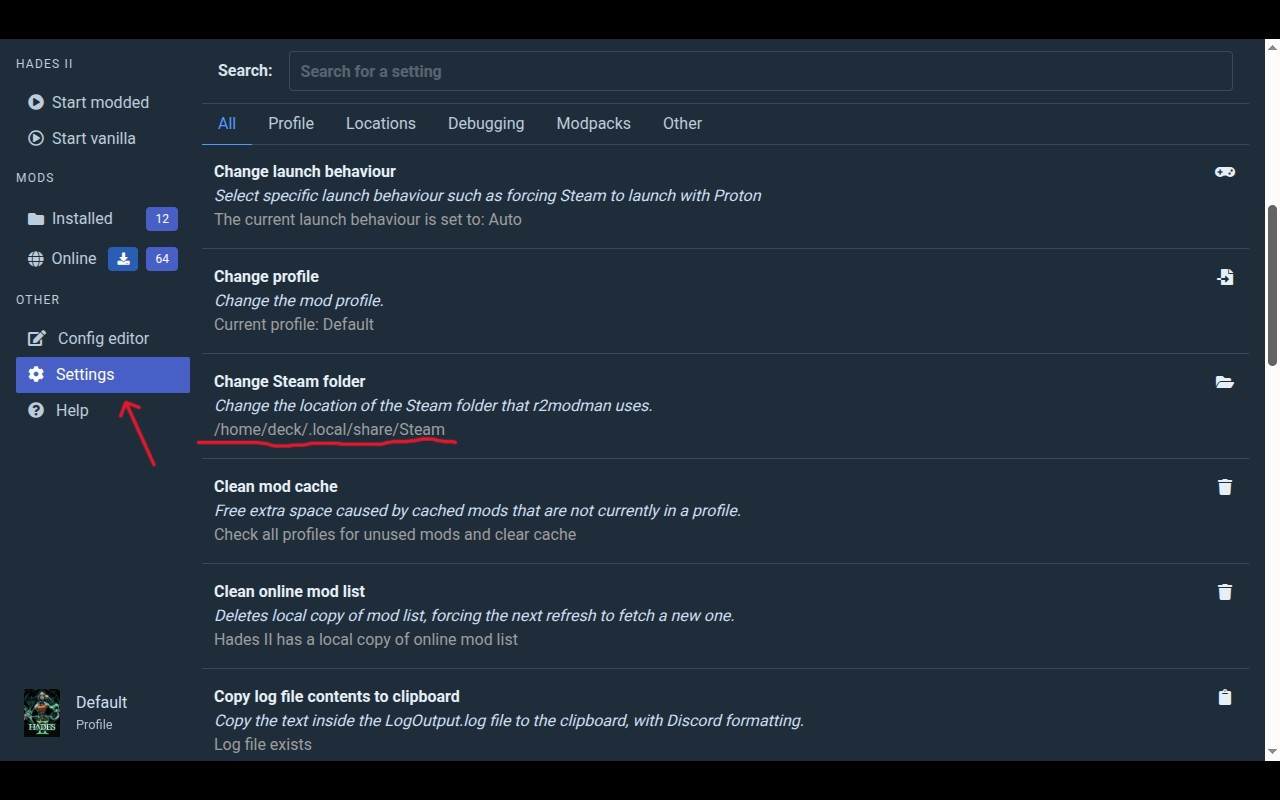 HADES II
Start modded
Start vanilla
MODS
Installed 12
Online 64
OTHER
Config editor
Settings
Help
Default
Profile
HADES
II
Search: Search for a setting
All Profile Locations Debugging Modpacks Other
Change launch behaviour
Select specific launch behaviour such as forcing Steam to launch with Proton
The current launch behaviour is set to: Auto
Change profile
Change the mod profile.
Current profile: Default
Change Steam folder
Change the location of the Steam folder that r2modman uses.
/home/deck/.local/share/Steam
Clean mod cache
Free extra space caused by cached mods that are not currently in a profile.
Check all profiles for unused mods and clear cache
Clean online mod list
Deletes local copy of mod list, forcing the next refresh to fetch a new one.
Hades II has a local copy of online mod list
Copy log file contents to clipboard
Copy the text inside the LogOutput.log file to the clipboard, with Discord formatting.
Log file exists